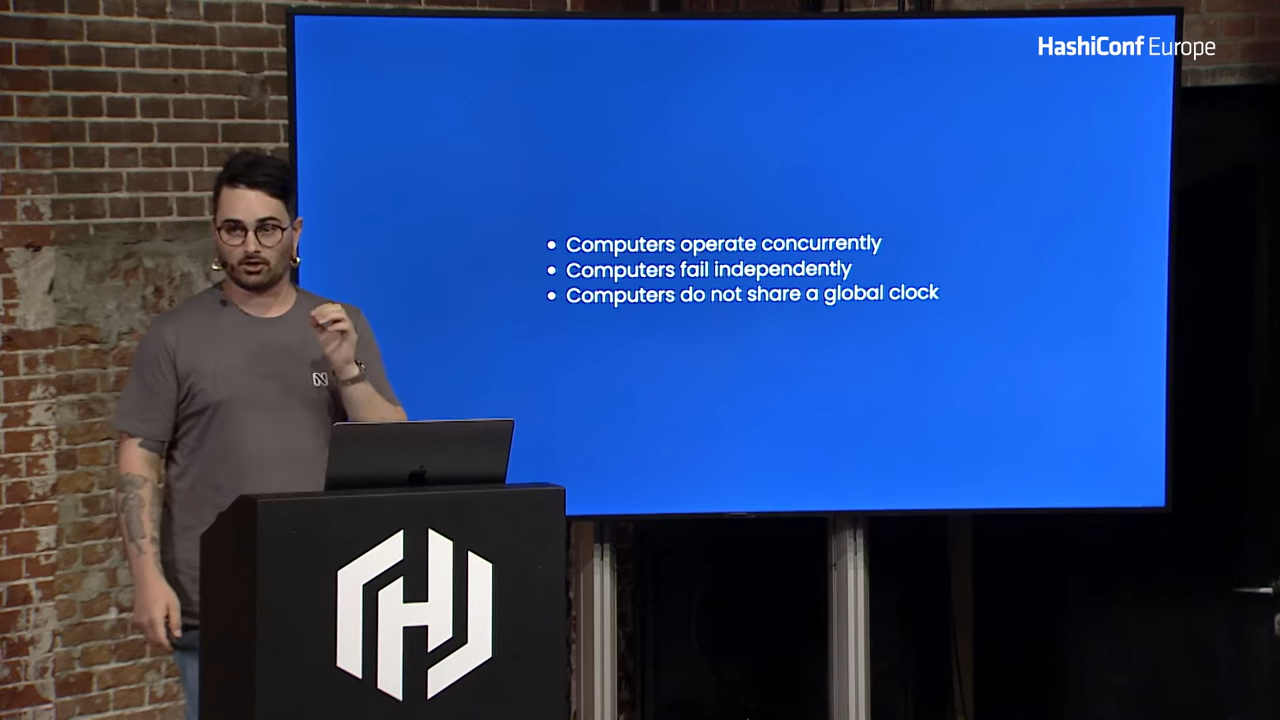 HashiConf Europe
• Computers operate concurrently
• Computers fail independently
• Computers do not share a global clock